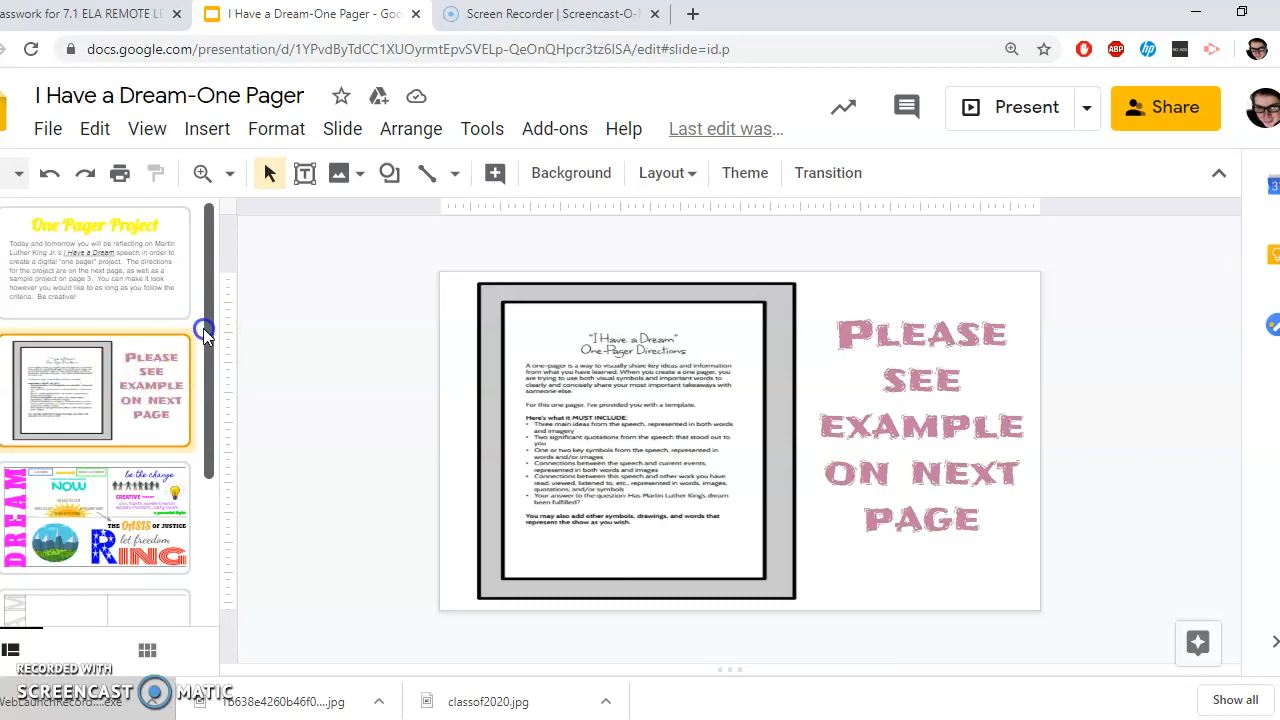 asswork for 7.1 ELA REMOTE LI
I Have a Dream-One Pager - Goo
Screen Recorder | Screencast-O-
docs.google.com/presentation/d/1YPvdByTdCC1XUOyrmtEpvSVELp-QeOnQHpcr3tz6ISA/edit#slide=id.p
ABP
hp
I Have a Dream-One Pager
Present
Share
File Edit View Insert Format Slide Arrange Tools Add-ons Help Last edit was...
Background Layout Theme Transition
One Pager Project
Today and tomorrow you will be reflecting on Martin
Luther King Jr.'s I Have a Dream speech in order to
create a digital "one pager" project. The directions
for the project are on the next page, as well as a
sample project on page 3. You can make it look
however you would like to as long as you follow the
criteria. Be creative!
Please
see
example
on next
page
DREAM
NOW
be the change
CREATIVE
The OASIS OF JUSTICE
let freedom
RING
"I Have a Dream"
One-Pager Directions
A one-pager is a way to visually share key ideas and information
from what you have learned. When you create a one pager, you
are trying to use both visual symbols and important words to
clearly and concisely share your most important takeaways with
someone else.
For this one pager, I've provided you with a template.
Here's what it MUST INCLUDE:
• Three main ideas from the speech, represented in both words
and imagery
• Two significant quotations from the speech that stood out to
you
• One or two key symbols from the speech, represented in
words and/or images
• Connections between the speech and current events,
represented in both words and images
• Connections between this speech and other work you have
read, viewed, listened to, etc., represented in words, images,
quotations, and/or symbols
• Your answer to the question: Has Martin Luther King's dream
been fulfilled?
You may also add other symbols, drawings, and words that
represent the show as you wish.
Please
see
example
on next
page
RECORDED WITH
SCREENCAST MATIC
WebLaunchRecord....exe
1b638e4260b46f0....jpg
classof2020.jpg
Show all